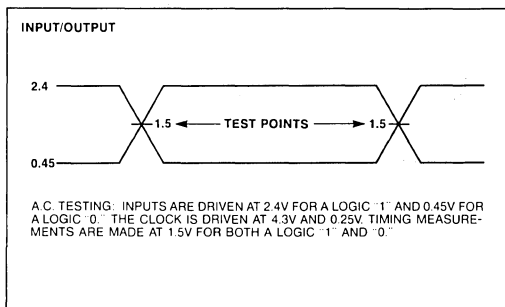 INPUT/OUTPUT
2.4
1.5 TEST POINTS 1.5
0.45
A.C. TESTING: INPUTS ARE DRIVEN AT 2.4V FOR A LOGIC "1" AND 0.45V FOR
A LOGIC "0." THE CLOCK IS DRIVEN AT 4.3V AND 0.25V. TIMING MEASURE-
MENTS ARE MADE AT 1.5V FOR BOTH A LOGIC "1" AND "0."